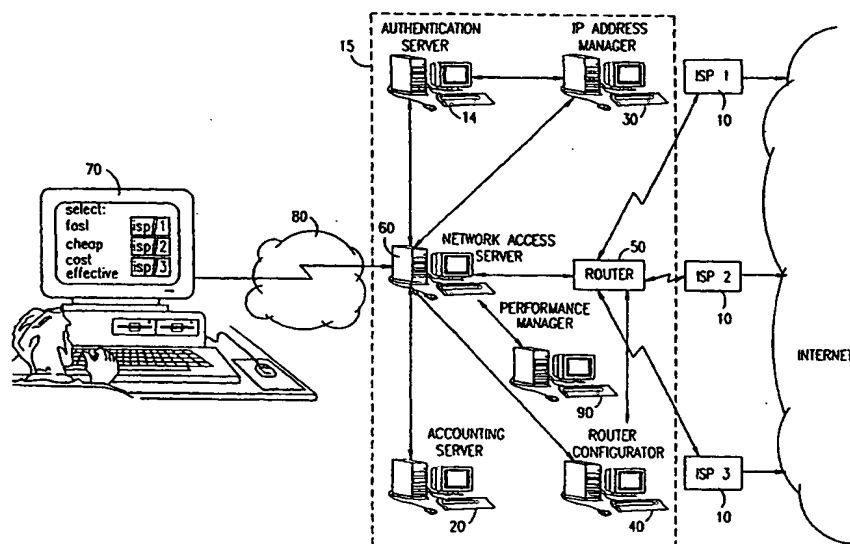 AUTHENTICATION
SERVER
IP ADDRESS
MANAGER
15
14
30
ISP 1
10
70
select:
fasl
cheap
cost
effective
isp 1
isp 2
isp 3
80
60
NETWORK ACCESS
SERVER
50
ROUTER
ISP 2
10
PERFORMANCE
MANAGER
90
INTERNET
ACCOUNTING
SERVER
20
ROUTER
CONFIGURATOR
40
ISP 3
10